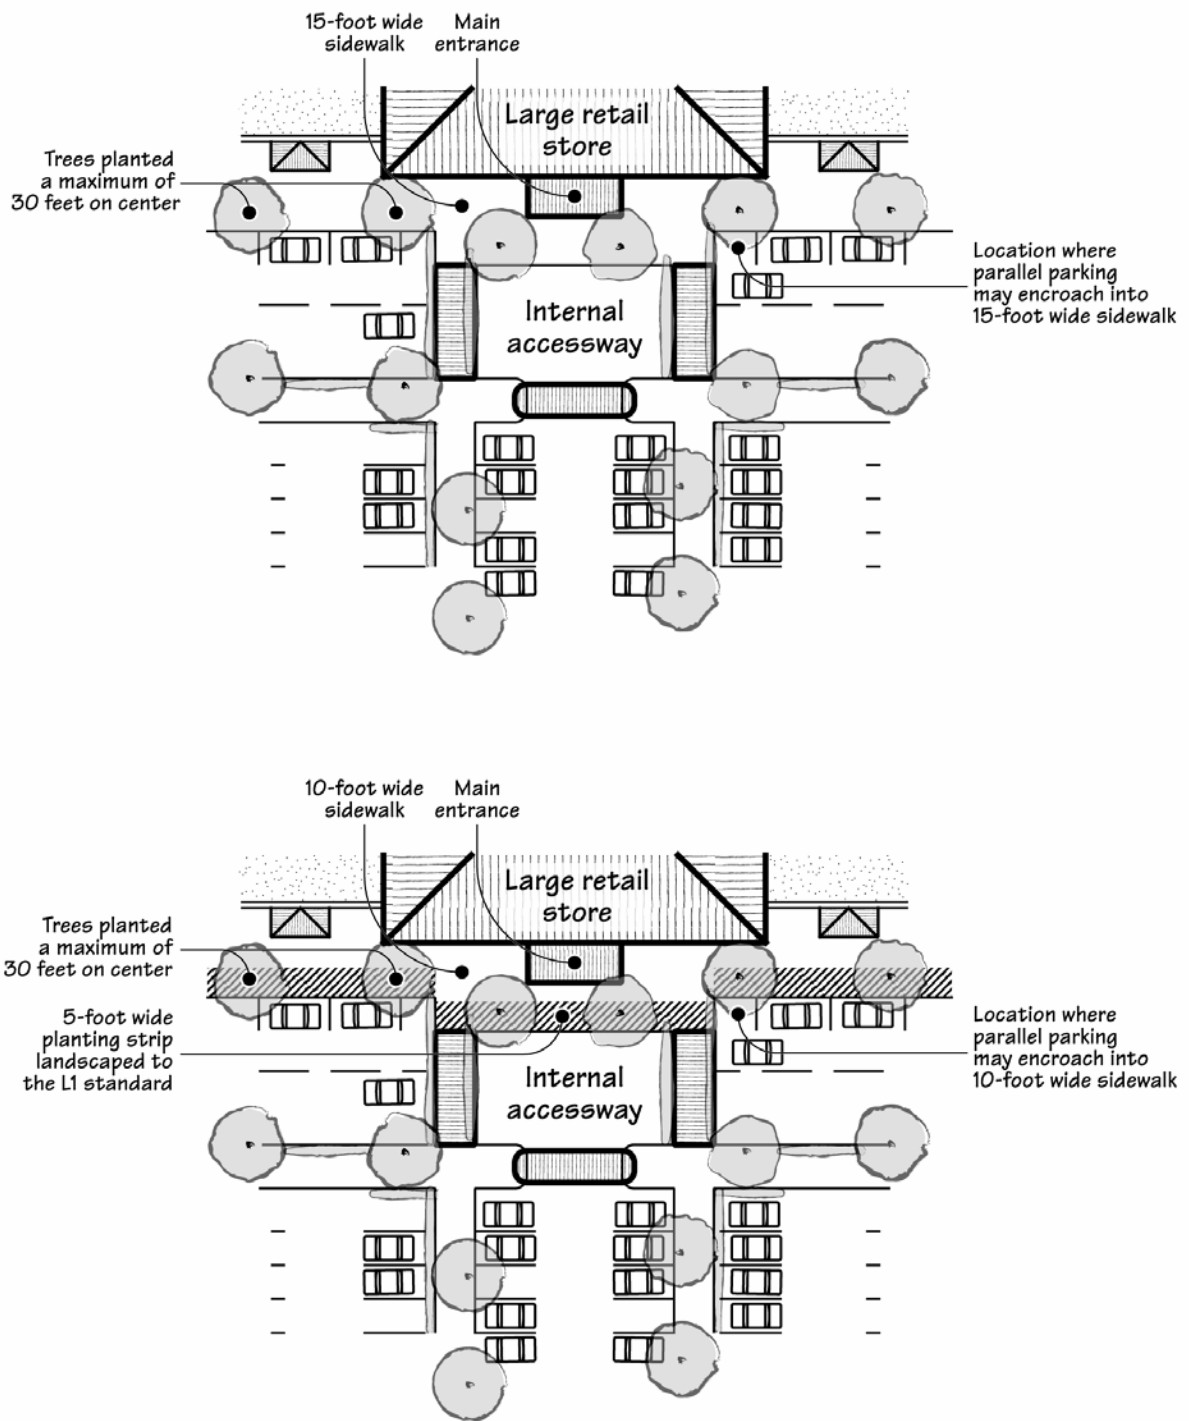 15-foot wide
sidewalk
Main
entrance
Large retail
store
Trees planted
a maximum of
30 feet on center
Location where
parallel parking
may encroach into
15-foot wide sidewalk
Internal
accessway
10-foot wide
sidewalk
Main
entrance
Large retail
store
Trees planted
a maximum of
30 feet on center
5-foot wide
planting strip
landscaped to
the L1 standard
Location where
parallel parking
may encroach into
10-foot wide sidewalk
Internal
accessway